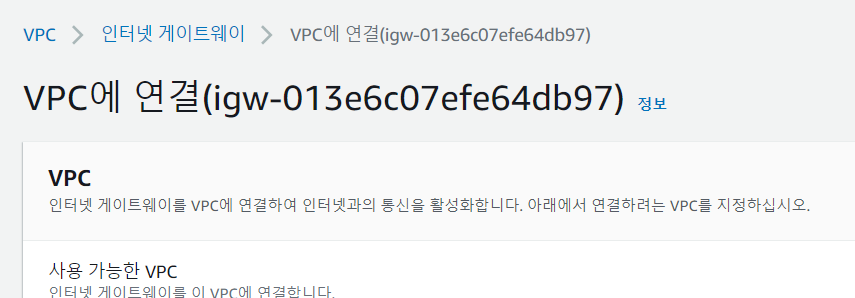 VPC > 인터넷 게이트웨이 > VPC에 연결(igw-013e6c07efe64db97)
VPC에 연결(igw-013e6c07efe64db97) 정보
VPC
인터넷 게이트웨이를 VPC에 연결하여 인터넷과의 통신을 활성화합니다. 아래에서 연결하려는 VPC를 지정하십시오.
사용 가능한 VPC
인터넷 게이트웨이를 이 VPC에 연결합니다.